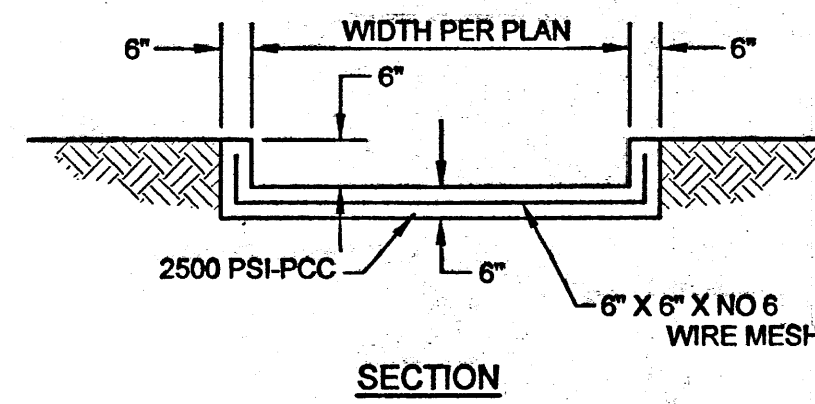 WIDTH PER PLAN
6"
6"
6"
2500 PSI-PCC
6"
6" X 6" X NO 6
WIRE MESH
SECTION